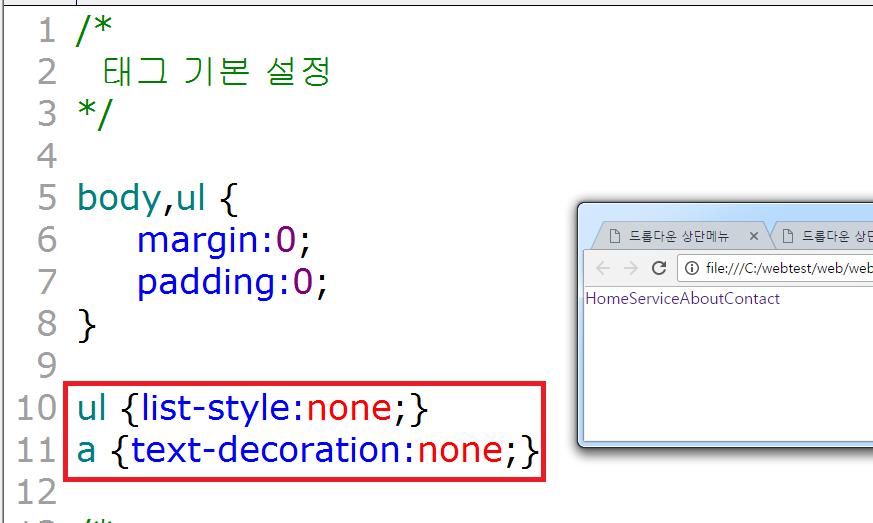 1 /*
2 태그 기본 설정
3 */
4
5 body,ul {
6 margin:0;
7 padding:0;
8 }
9
10 ul {list-style:none;}
11 a {text-decoration:none;}
12
드롭다운 상단메뉴 × 드롭다운 상
file:///C:/webtest/web/web
HomeServiceAboutContact